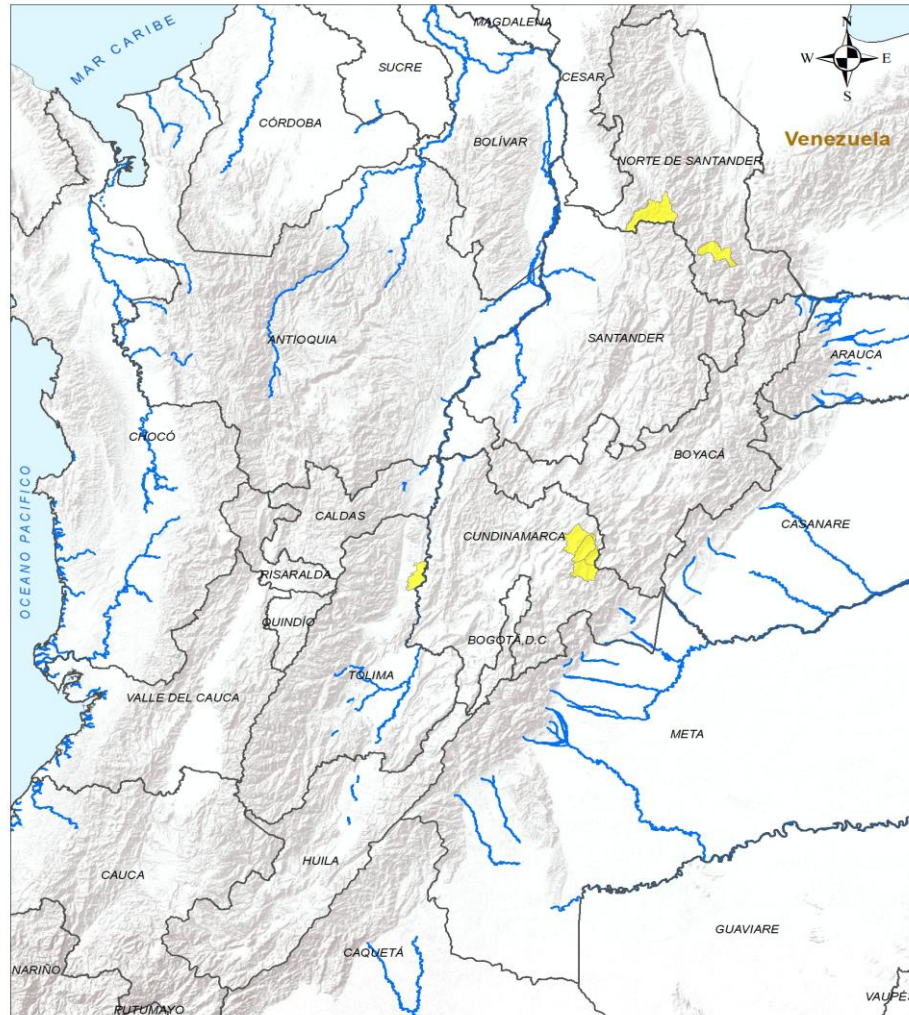 MAGDALENA
MAR CARIBE
N
W
E
S
SUCRE
CESAR
CÓRDOBA
BOLÍVAR
Venezuela
NORTE DE SANTANDER
ANTIOQUIA
SANTANDER
ARAUCA
CHOCÓ
BOYACÁ
OCEANO PACIFICO
CALDAS
CUNDINAMARCA
CASANARE
RISARALDA
QUINDÍO
BOGOTÁ,D.C
TOLIMA
VALLE DEL CAUCA
META
HUILA
CAUCA
GUAVIARE
CAQUETÁ
NARIÑO
VAUPÉS
PUTUMAYO